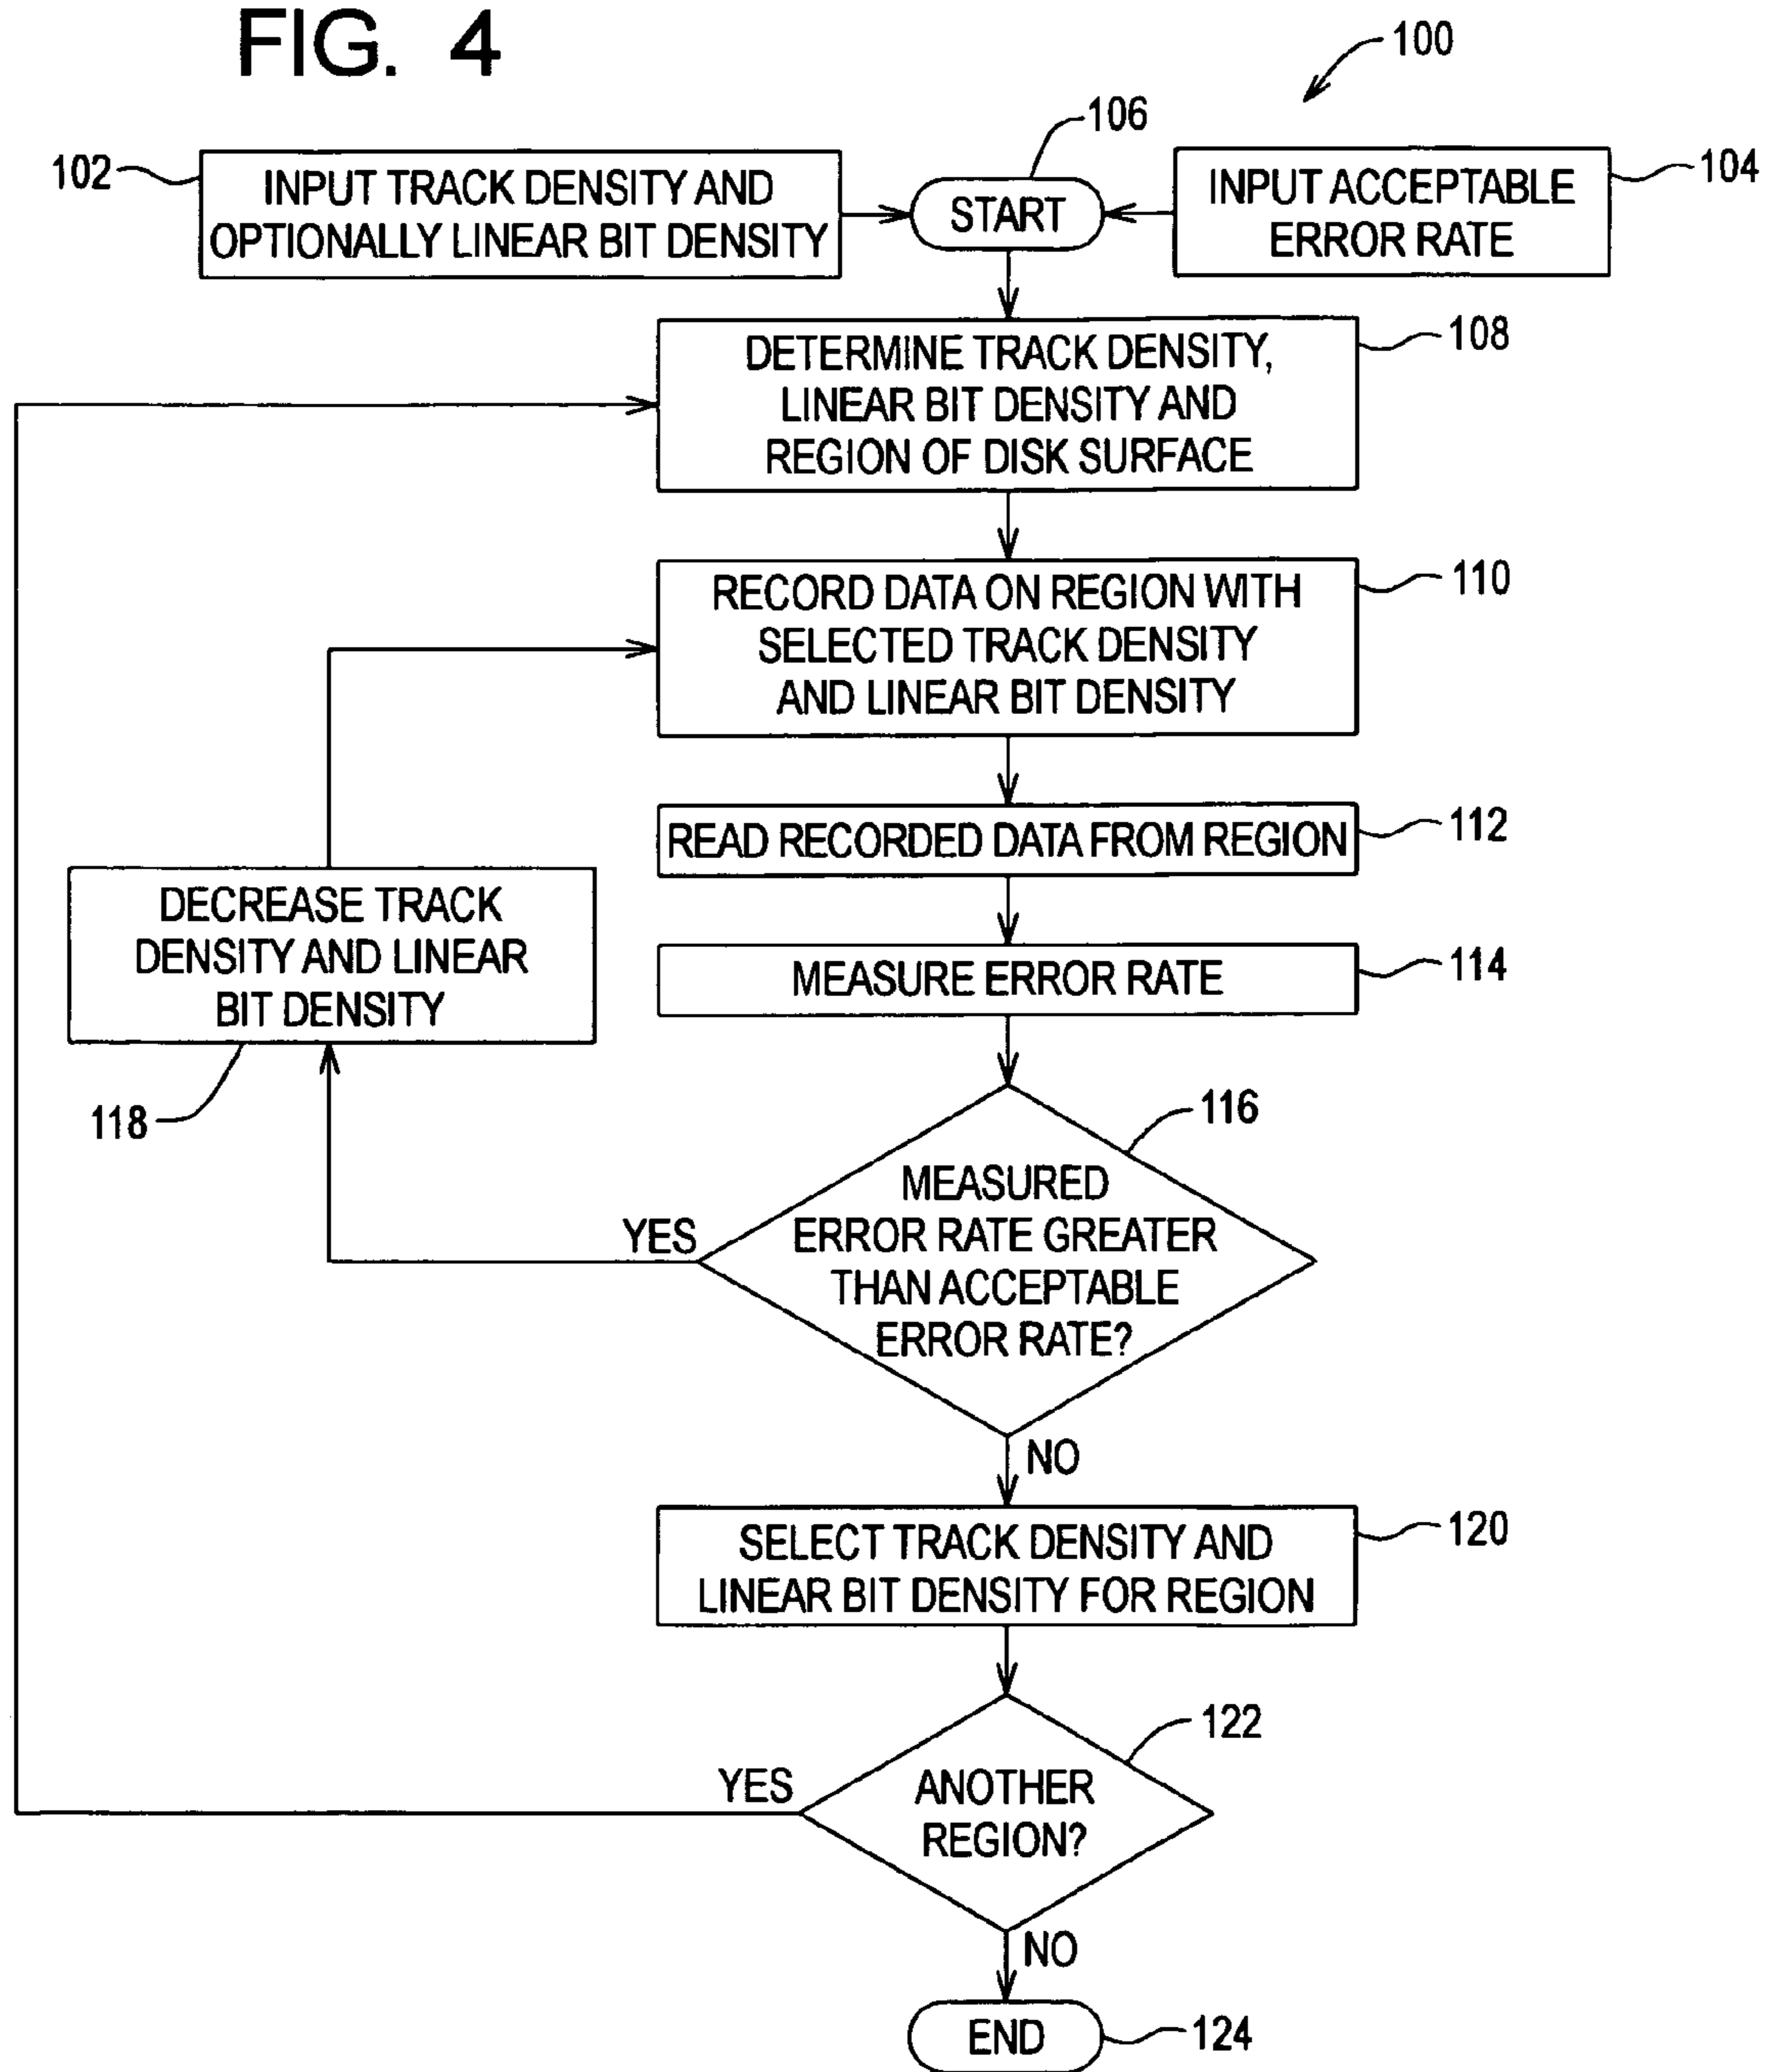 FIG. 4
100
106
102
INPUT TRACK DENSITY AND
OPTIONALLY LINEAR BIT DENSITY
START
INPUT ACCEPTABLE
ERROR RATE
104
DETERMINE TRACK DENSITY,
LINEAR BIT DENSITY AND
REGION OF DISK SURFACE
108
RECORD DATA ON REGION WITH
SELECTED TRACK DENSITY
AND LINEAR BIT DENSITY
110
READ RECORDED DATA FROM REGION
112
DECREASE TRACK
DENSITY AND LINEAR
BIT DENSITY
118
MEASURE ERROR RATE
114
116
MEASURED
ERROR RATE GREATER
THAN ACCEPTABLE
ERROR RATE?
YES
NO
SELECT TRACK DENSITY AND
LINEAR BIT DENSITY FOR REGION
120
122
YES
ANOTHER
REGION?
NO
END
124